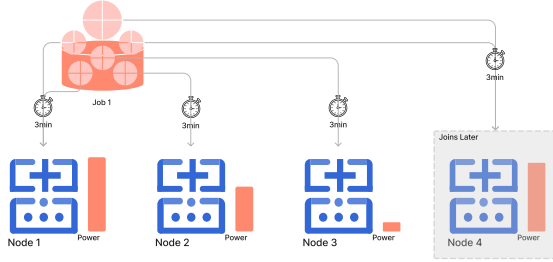 Job 1
3min
3min
3min
3min
Joins Later
Power
Power
Power
Power
Node 1
Node 2
Node 3
Node 4